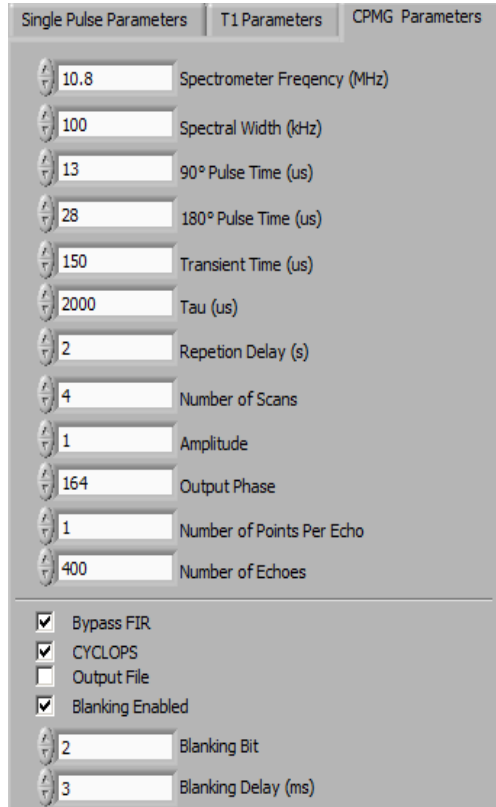 Single Pulse Parameters T1 Parameters CPMG Parameters
10.8 Spectrometer Freqency (MHz)
100 Spectral Width (kHz)
13 90° Pulse Time (us)
28 180° Pulse Time (us)
150 Transient Time (us)
2000 Tau (us)
2 Repetion Delay (s)
4 Number of Scans
1 Amplitude
164 Output Phase
1 Number of Points Per Echo
400 Number of Echoes
Bypass FIR
CYCLOPS
Output File
Blanking Enabled
2 Blanking Bit
3 Blanking Delay (ms)